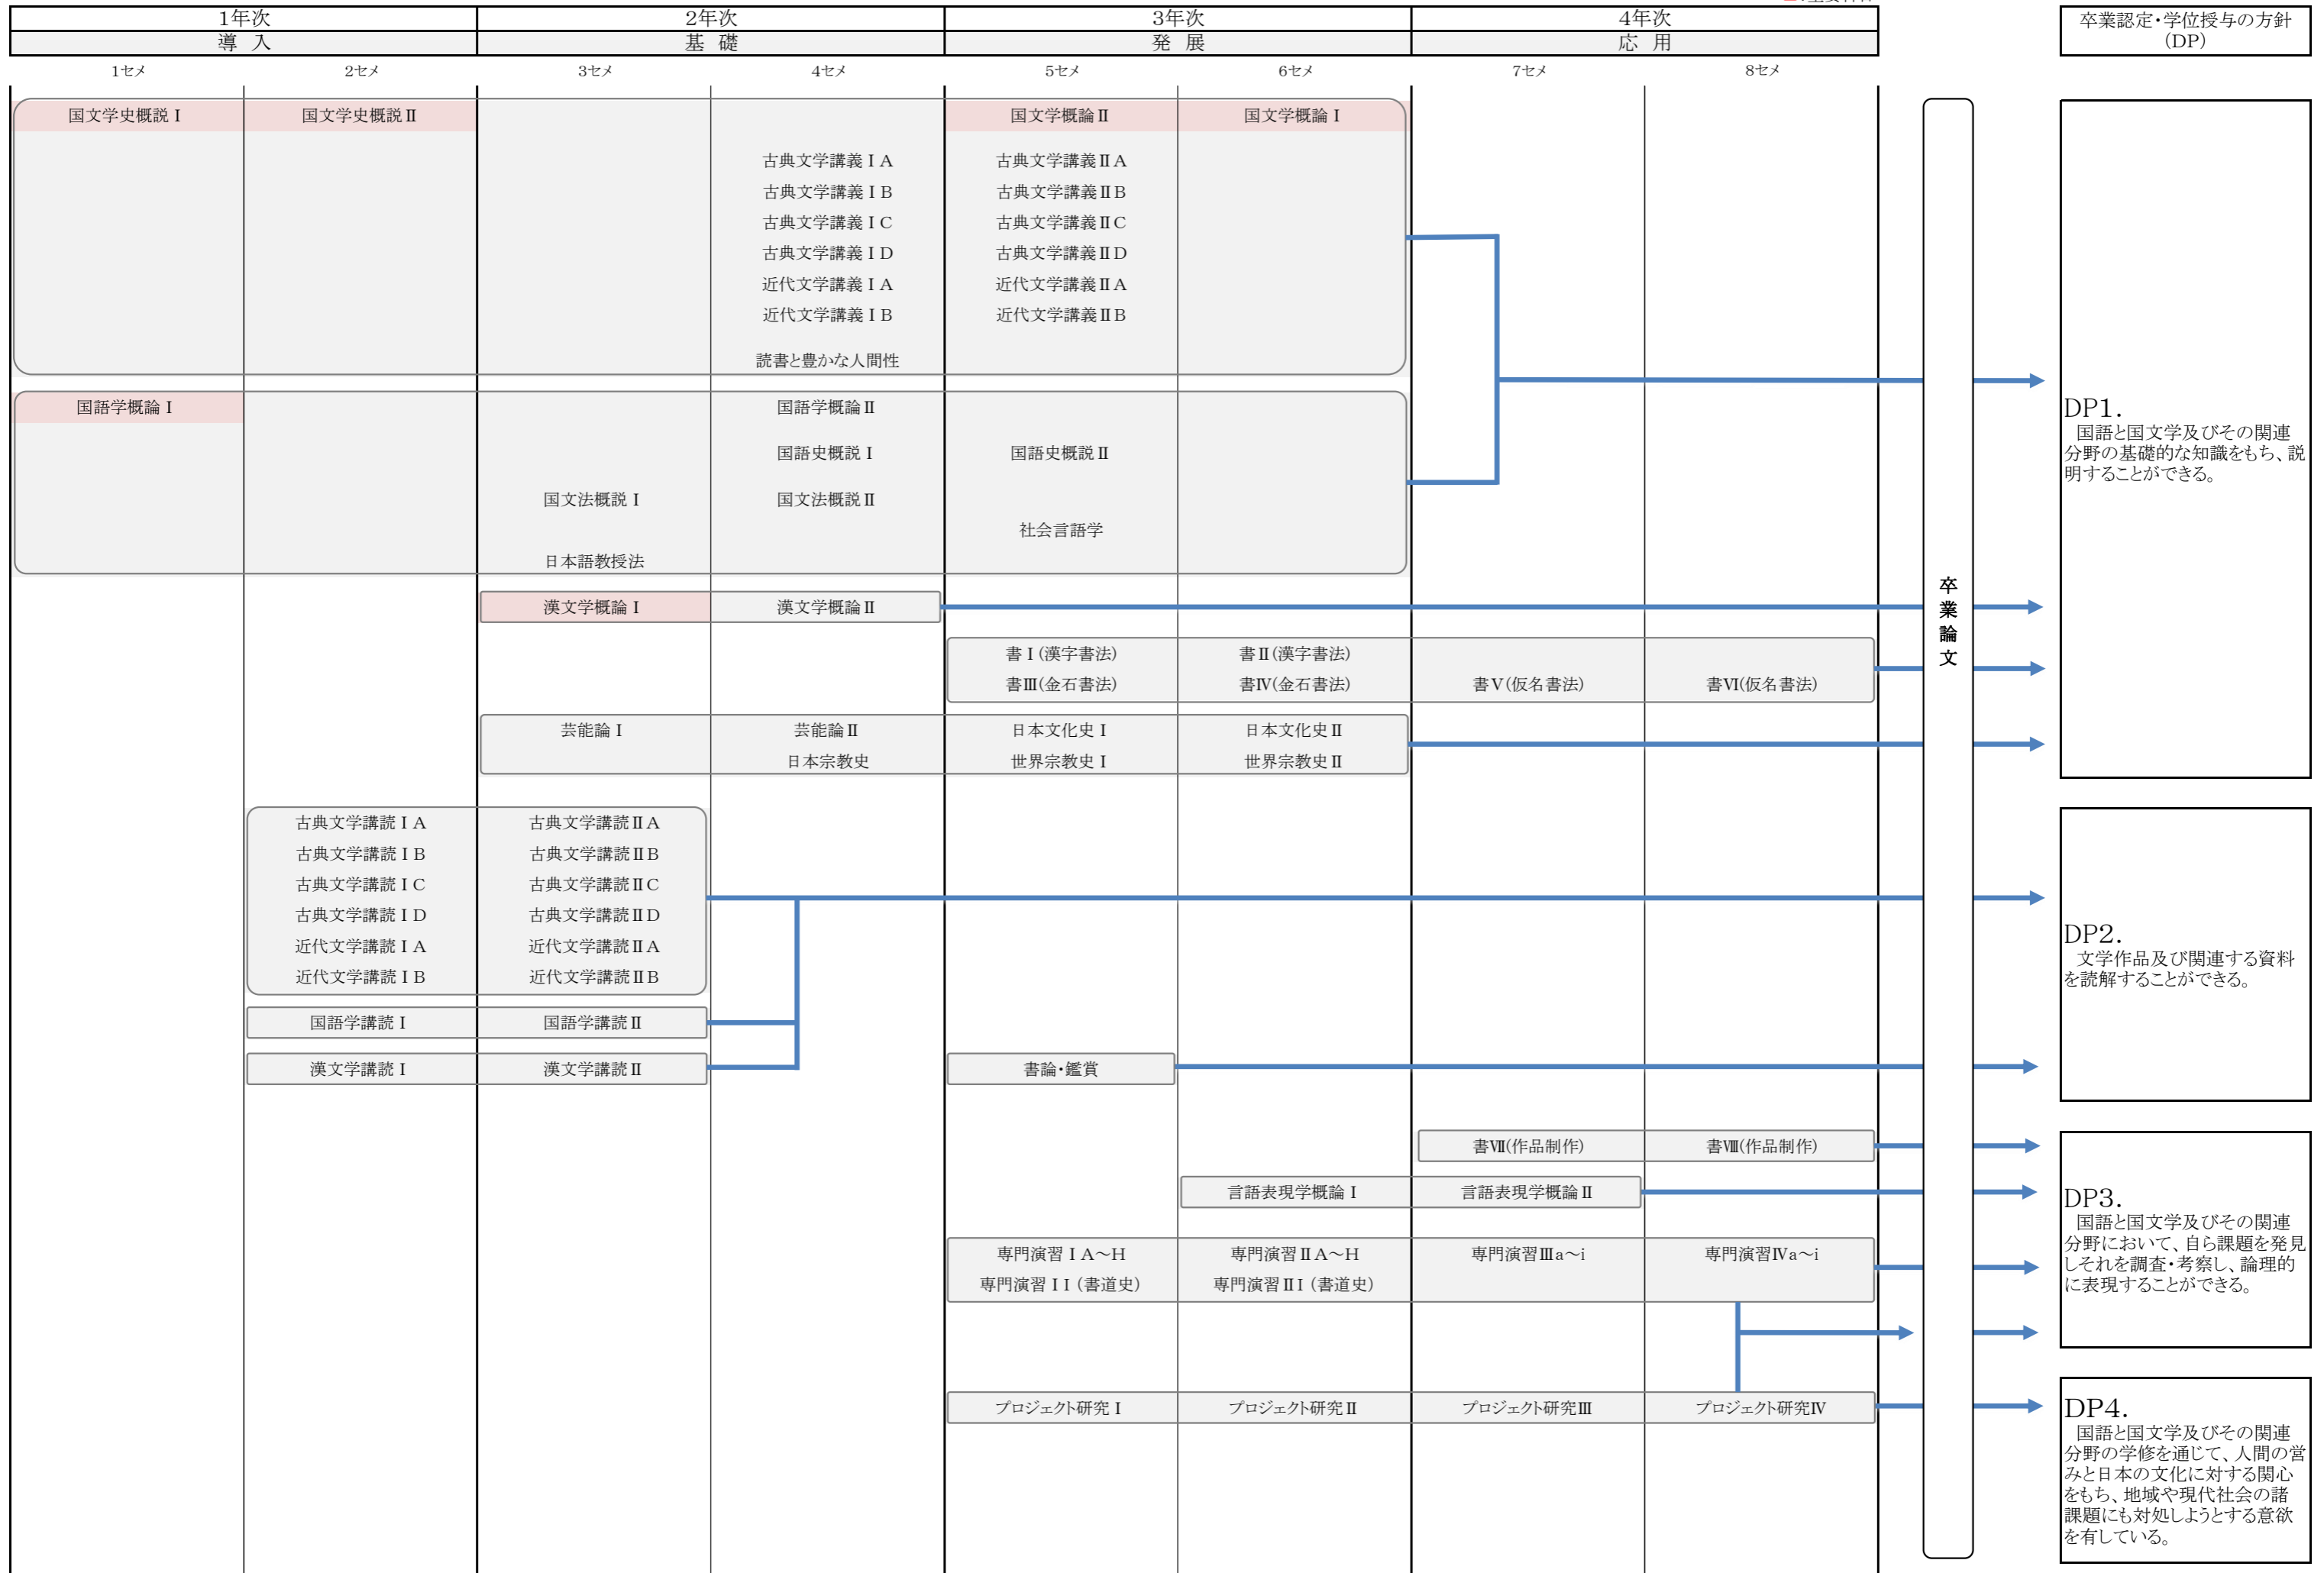 1年次 2年次 3年次 4年次
導 入 基 礎 発 展 応 用
1セメ 2セメ 3セメ 4セメ 5セメ 6セメ 7セメ 8セメ
国文学史概説Ⅰ 国文学史概説Ⅱ 国文学概論Ⅱ 国文学概論Ⅰ
古典文学講義ⅠA 古典文学講義ⅡA
古典文学講義ⅠB 古典文学講義ⅡB
古典文学講義ⅠC 古典文学講義ⅡC
古典文学講義ⅠD 古典文学講義ⅡD
近代文学講義ⅠA 近代文学講義ⅡA
近代文学講義ⅠB 近代文学講義ⅡB
読書と豊かな人間性
国語学概論Ⅰ 国語学概論Ⅱ
国語史概説Ⅰ 国語史概説Ⅱ
国文法概説Ⅰ 国文法概説Ⅱ
社会言語学
日本語教授法
漢文学概論Ⅰ 漢文学概論Ⅱ
書Ⅰ(漢字書法) 書Ⅱ(漢字書法)
書Ⅲ(金石書法) 書Ⅳ(金石書法) 書Ⅴ(仮名書法) 書Ⅵ(仮名書法)
芸能論Ⅰ 芸能論Ⅱ 日本文化史Ⅰ 日本文化史Ⅱ
日本宗教史 世界宗教史Ⅰ 世界宗教史Ⅱ
古典文学講読ⅠA 古典文学講読ⅡA
古典文学講読ⅠB 古典文学講読ⅡB
古典文学講読ⅠC 古典文学講読ⅡC
古典文学講読ⅠD 古典文学講読ⅡD
近代文学講読ⅠA 近代文学講読ⅡA
近代文学講読ⅠB 近代文学講読ⅡB
国語学講読Ⅰ 国語学講読Ⅱ
漢文学講読Ⅰ 漢文学講読Ⅱ 書論・鑑賞
書Ⅶ(作品制作) 書Ⅷ(作品制作)
言語表現学概論Ⅰ 言語表現学概論Ⅱ
専門演習ⅠA～H 専門演習ⅡA～H 専門演習Ⅲa～i 専門演習Ⅳa～i
専門演習ⅠI(書道史) 専門演習ⅡI(書道史)
プロジェクト研究Ⅰ プロジェクト研究Ⅱ プロジェクト研究Ⅲ プロジェクト研究Ⅳ
卒
業
論
文
卒業認定・学位授与の方針
(DP)
DP1.
国語と国文学及びその関連
分野の基礎的な知識をもち、説
明することができる。
DP2.
文学作品及び関連する資料
を読解することができる。
DP3.
国語と国文学及びその関連
分野において、自ら課題を発見
しそれを調査・考察し、論理的
に表現することができる。
DP4.
国語と国文学及びその関連
分野の学修を通じて、人間の営
みと日本の文化に対する関心
をもち、地域や現代社会の諸
課題にも対処しようとする意欲
を有している。